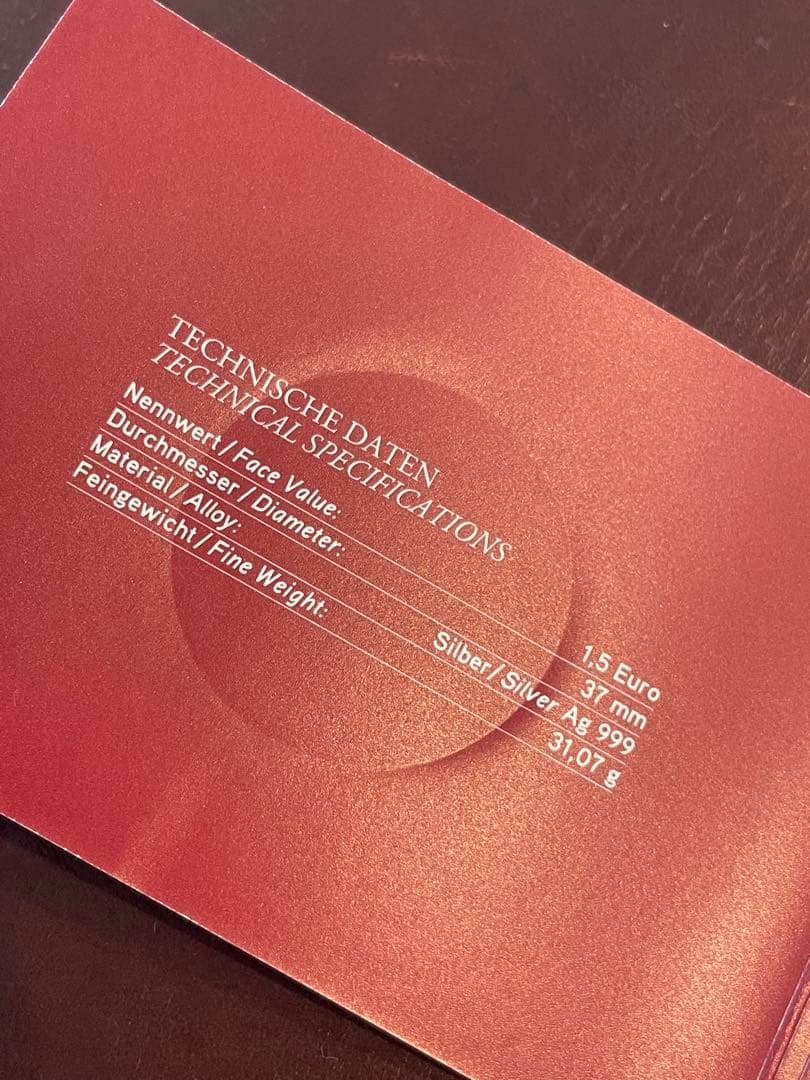 TECHNISCHE DATEN
TECHNICAL SPECIFICATIONS
Nennwert / Face Value: 1,5 Euro
Durchmesser / Diameter: 37 mm
Material / Alloy: Silber / Silver Ag 999
Feingewicht / Fine Weight: 31,07 g